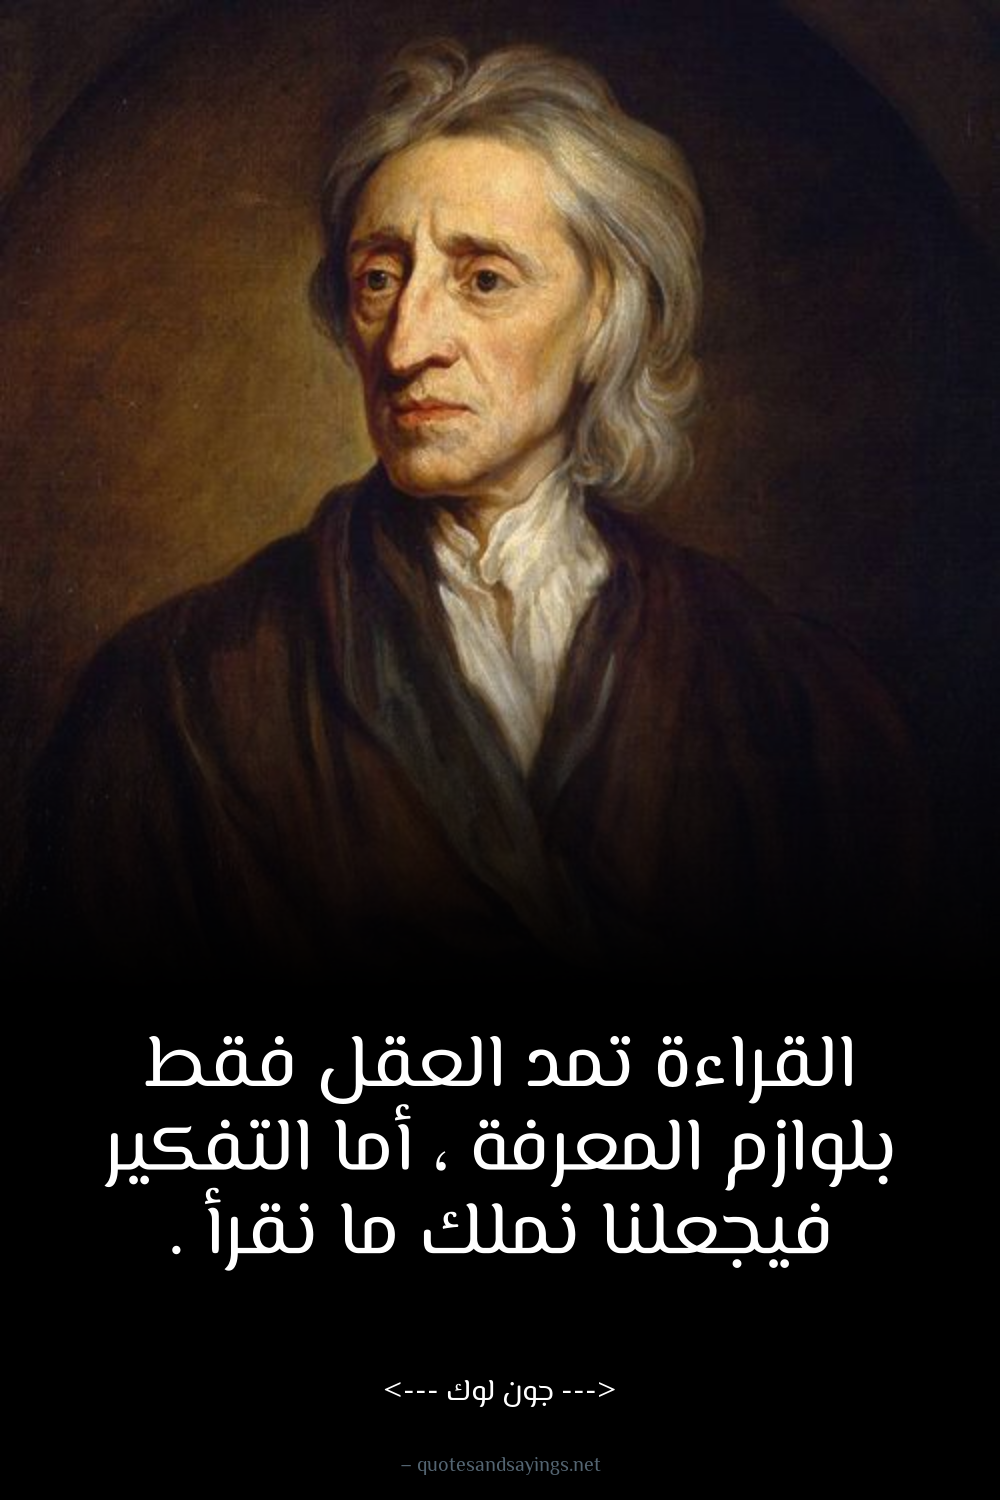 القراءة تمد العقل فقط
بلوازم المعرفة ، أما التفكير
فيجعلنا نملك ما نقرأ .
<--- جون لوك --->
– quotesandsayings.net